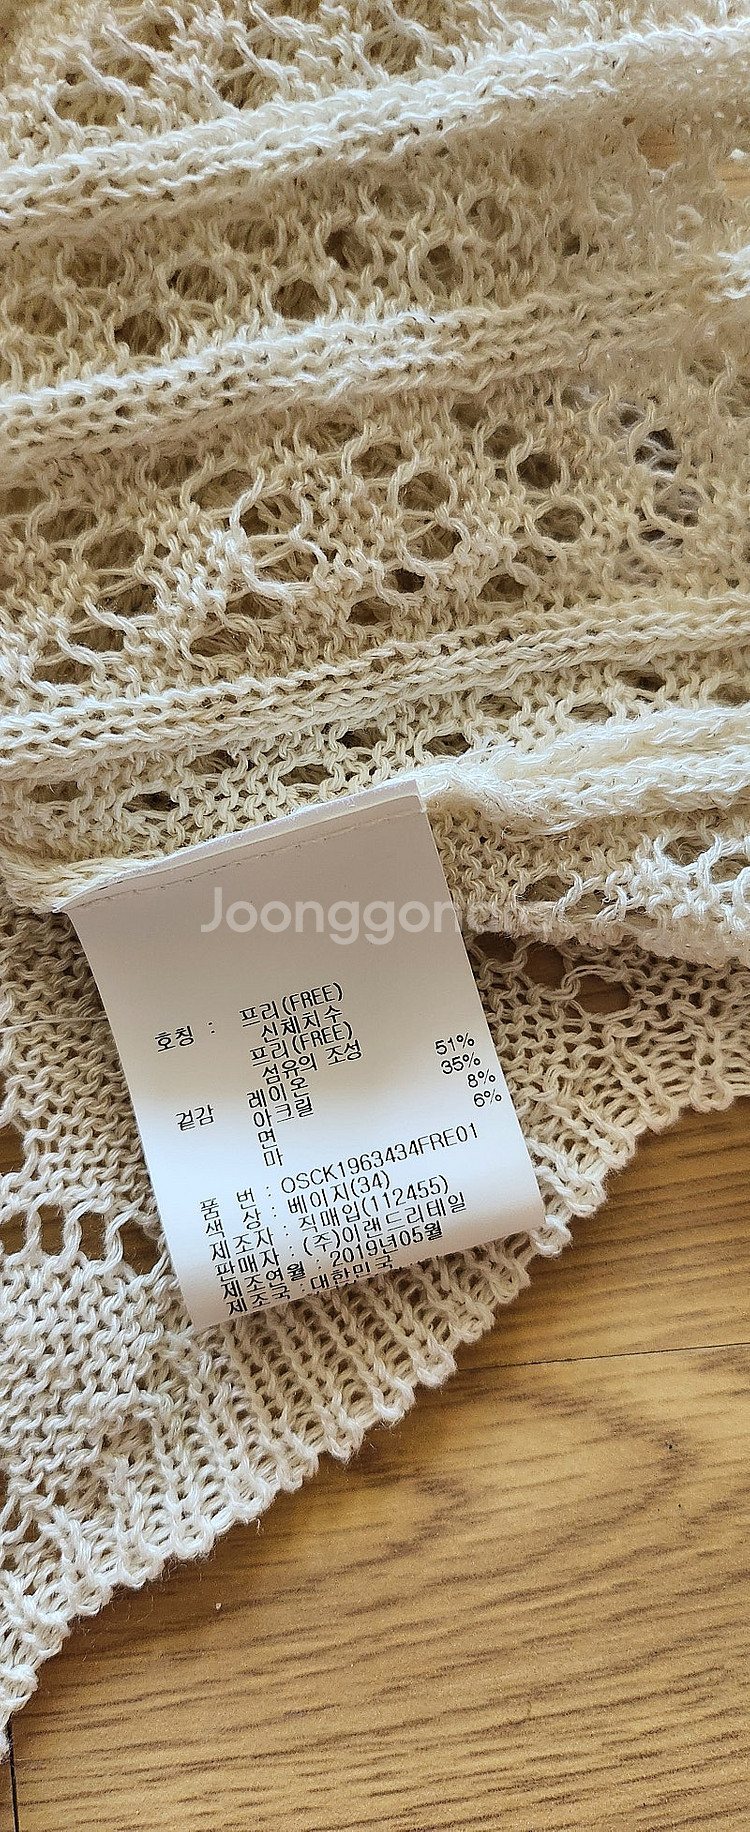 Joonggonara
호칭 : 프리(FREE)
신체치수
프리(FREE)
섬유의 조성
겉감 레이온 51%
아크릴 35%
면 8%
마 6%
품 번 : OSCK1963434FRE01
색 상 : 베이지(34)
제조자 : 직매입(112455)
판매자 : (주)이랜드리테일
제조연월 : 2019년05월
제조국 : 대한민국